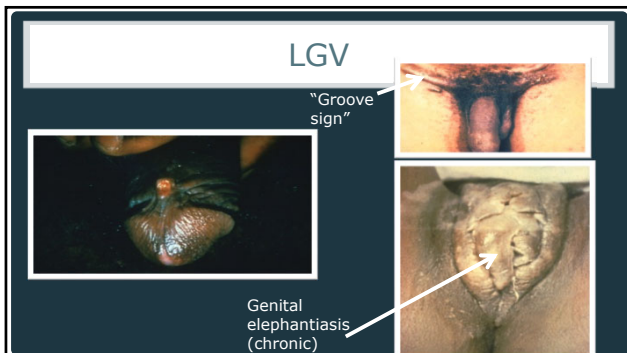 LGV
“Groove
sign”
Genital
elephantiasis
(chronic)